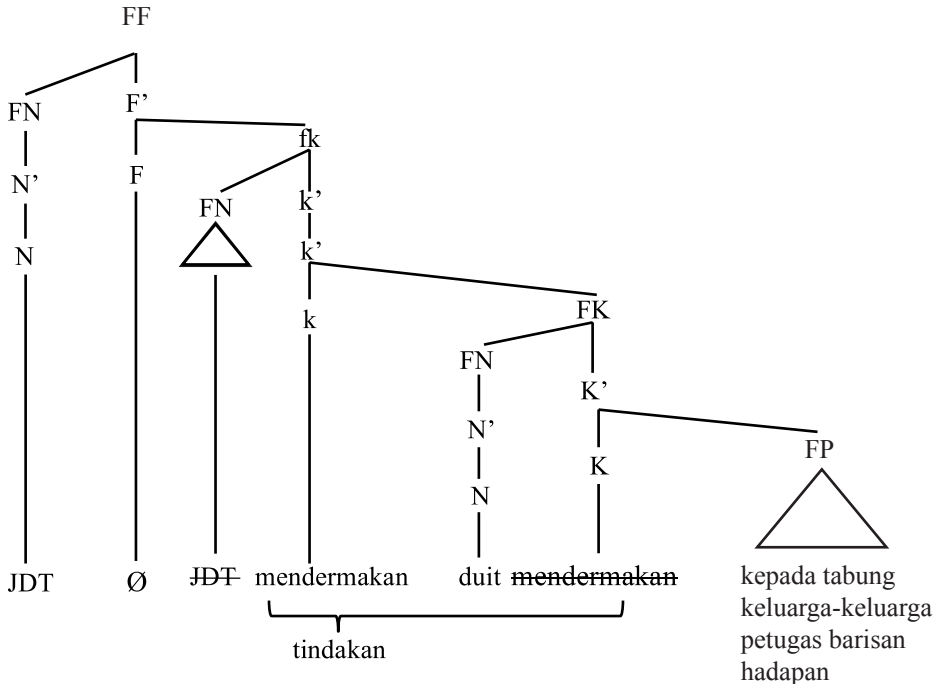 FF
FN
F’
fk
N’
F
FN
k’
N
k’
k
FK
FN
K’
N’
FP
K
N
JDT Ø JDT mendermakan duit mendermakan
kepada tabung
keluarga-keluarga
petugas barisan
hadapan
tindakan